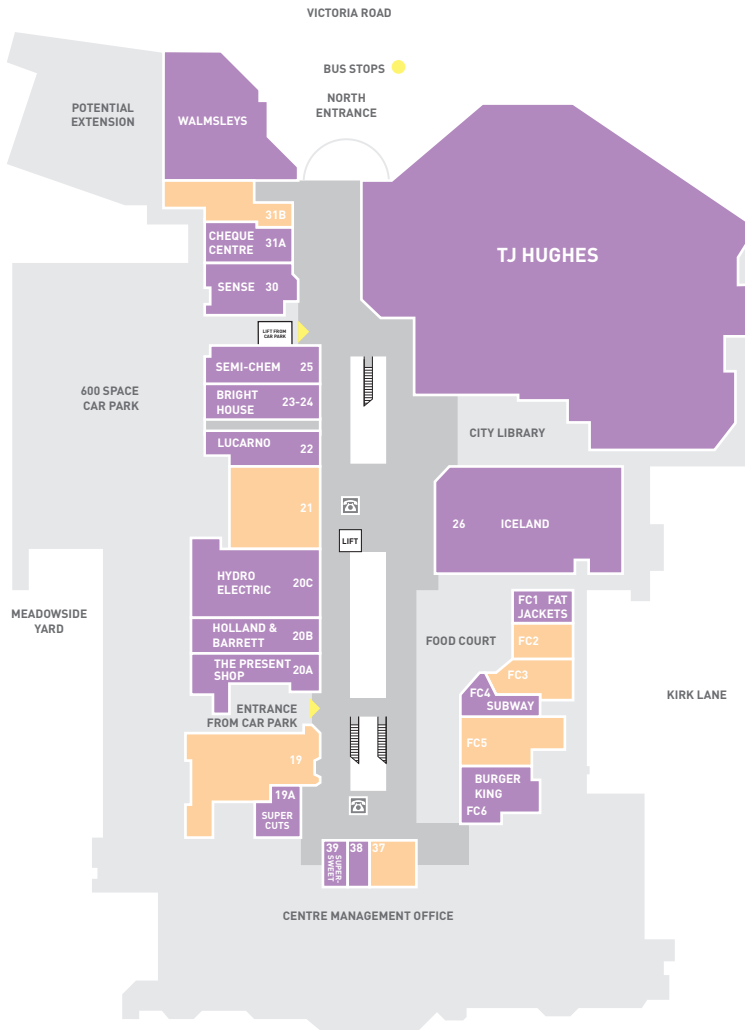 VICTORIA ROAD
BUS STOPS
NORTH
ENTRANCE
POTENTIAL
EXTENSION
WALMSLEYS
TJ HUGHES
31B
CHEQUE
CENTRE 31A
SENSE 30
LIFT FROM
CAR PARK
SEMI-CHEM 25
600 SPACE
CAR PARK
BRIGHT
HOUSE 23-24
LUCARNO
22
CITY LIBRARY
21
26 ICELAND
LIFT
HYDRO
ELECTRIC 20C
MEADOWSIDE
YARD
HOLLAND &
BARRETT 20B
THE PRESENT
SHOP 20A
FC1 FAT
JACKETS
FOOD COURT
FC2
FC3
FC4
SUBWAY
KIRK LANE
ENTRANCE
FROM CAR PARK
19
FC5
19A
SUPER
CUTS
BURGER
KING
FC6
39
SUPER-
SWEET
38
37
CENTRE MANAGEMENT OFFICE